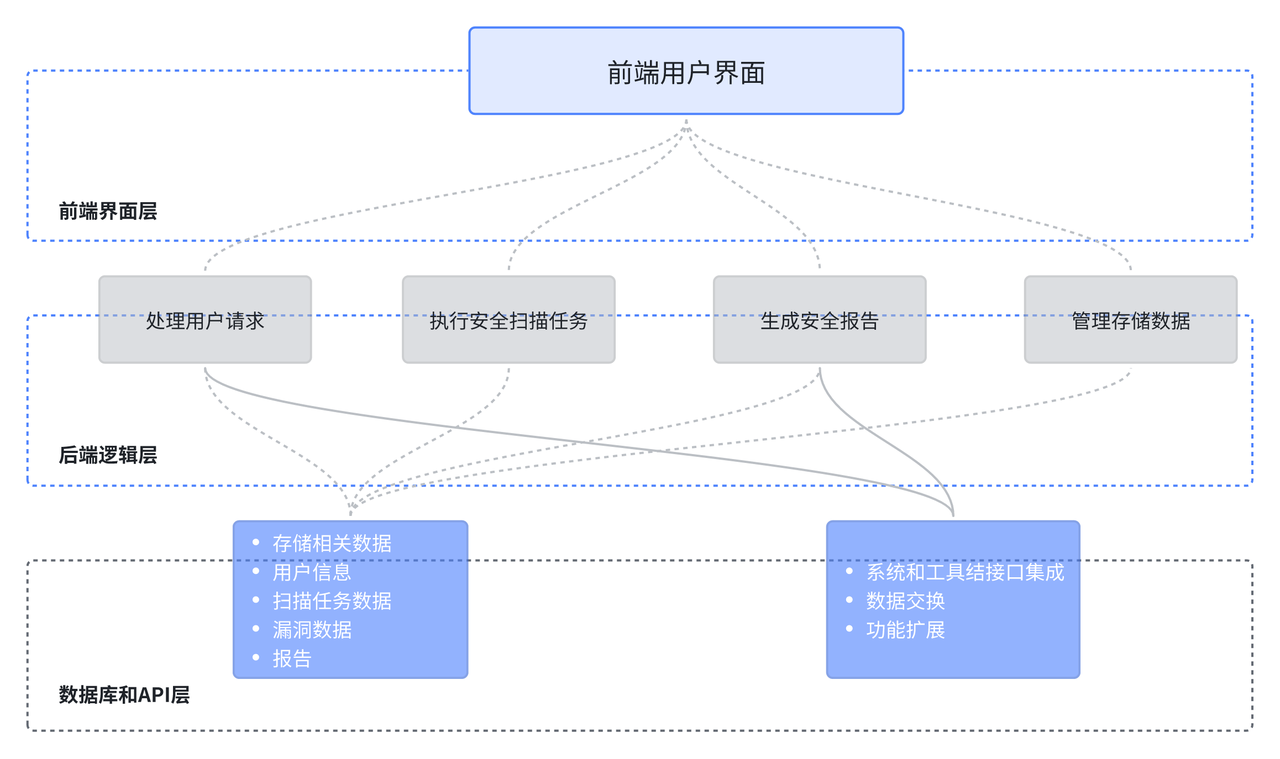 前端用户界面
前端界面层
处理用户请求
执行安全扫描任务
生成安全报告
管理存储数据
后端逻辑层
• 存储相关数据
• 用户信息
• 扫描任务数据
• 漏洞数据
• 报告
• 系统和工具结接口集成
• 数据交换
• 功能扩展
数据库和API层